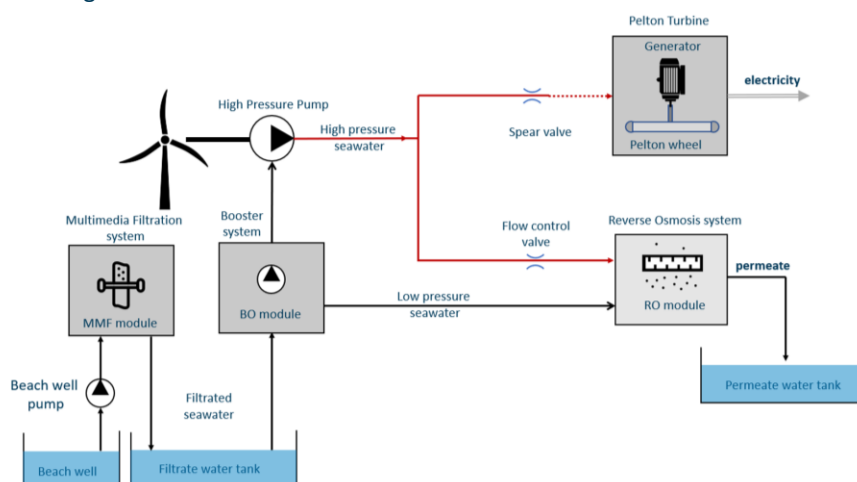 Pelton Turbine
Generator
electricity
Pelton wheel
High Pressure Pump
High pressure
seawater
Spear valve
Multimedia Filtration
system
MMF module
Booster
system
BO module
Flow control
valve
Reverse Osmosis system
permeate
RO module
Low pressure
seawater
Beach well
pump
Filtrated
seawater
Permeate water tank
Beach well
Filtrate water tank